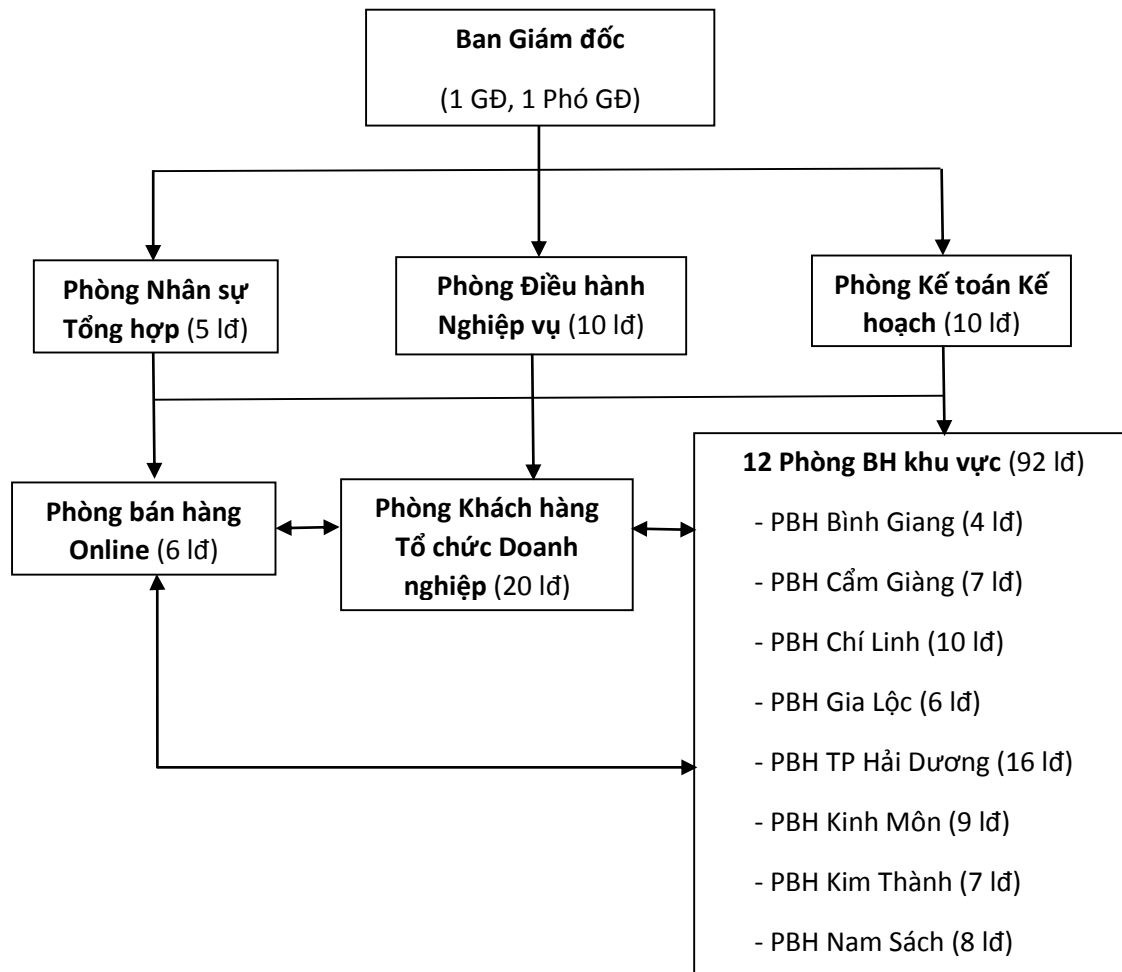 Ban Giám đốc
(1 GĐ, 1 Phó GĐ)
Phòng Nhân sự
Tổng hợp (5 lđ)
Phòng Điều hành
Nghiệp vụ (10 lđ)
Phòng Kế toán Kế
hoạch (10 lđ)
Phòng bán hàng
Online (6 lđ)
Phòng Khách hàng
Tổ chức Doanh
nghiệp (20 lđ)
12 Phòng BH khu vực (92 lđ)
- PBH Bình Giang (4 lđ)
- PBH Cẩm Giàng (7 lđ)
- PBH Chí Linh (10 lđ)
- PBH Gia Lộc (6 lđ)
- PBH TP Hải Dương (16 lđ)
- PBH Kinh Môn (9 lđ)
- PBH Kim Thành (7 lđ)
- PBH Nam Sách (8 lđ)